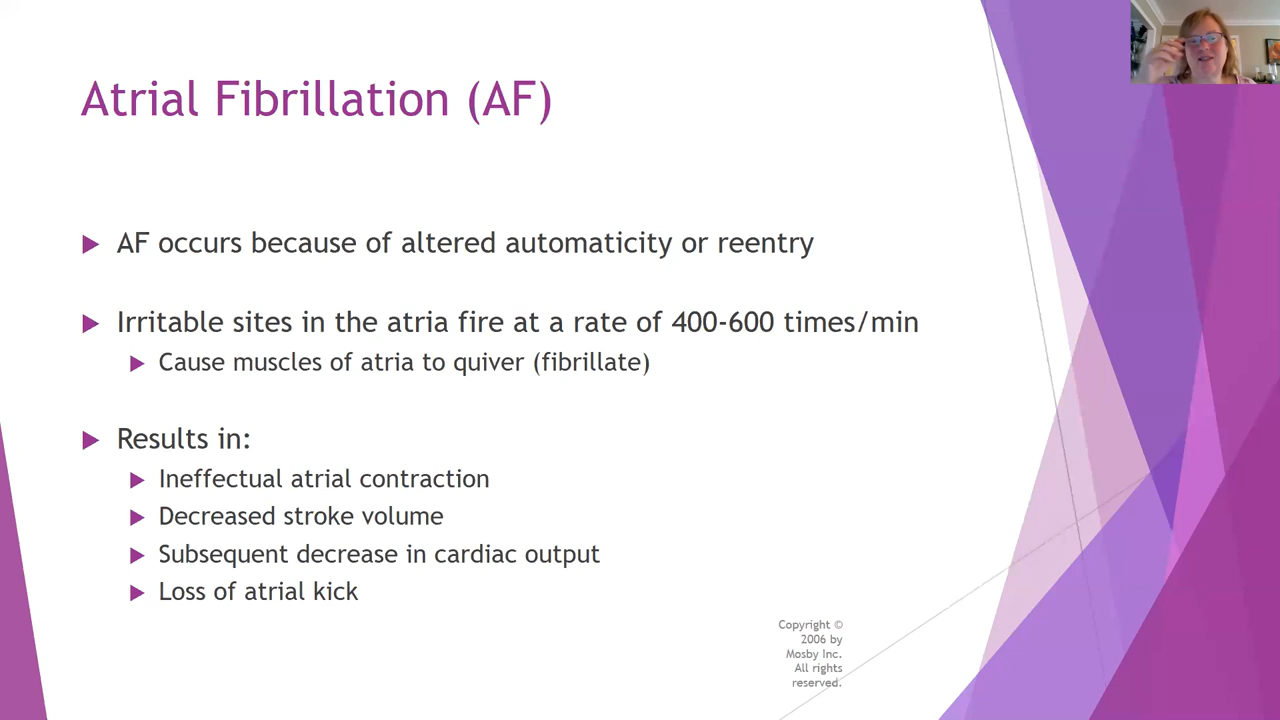 Atrial Fibrillation (AF)
AF occurs because of altered automaticity or reentry
Irritable sites in the atria fire at a rate of 400-600 times/min
Cause muscles of atria to quiver (fibrillate)
Results in:
Ineffectual atrial contraction
Decreased stroke volume
Subsequent decrease in cardiac output
Loss of atrial kick
Copyright ©
2006 by
Mosby Inc.
All rights
reserved.